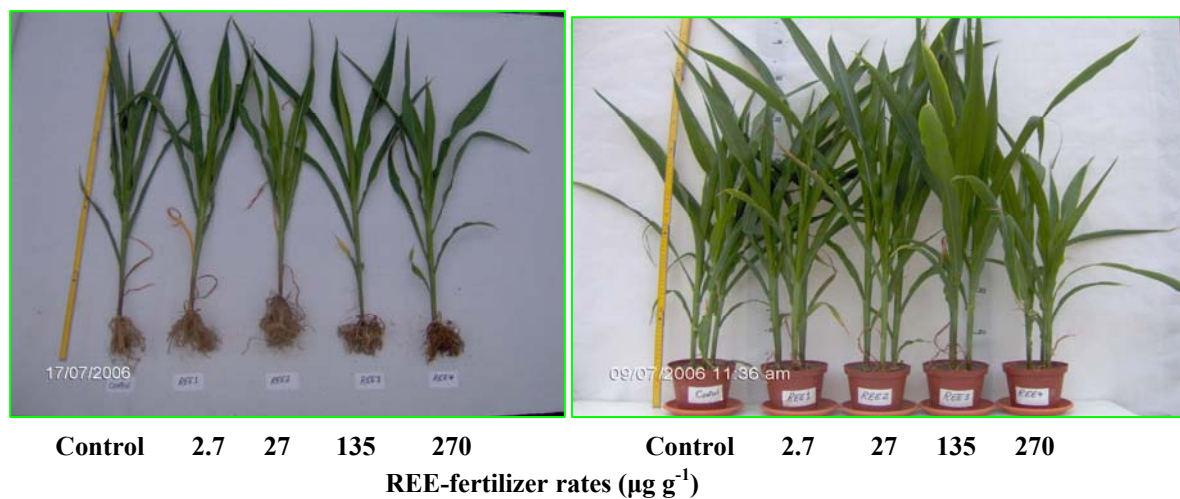 17/07/2006
Control REE1 REE2 REE3 REE4
09/07/2006 11:36 am
Control REE1 REE2 REE3 REE4
Control 2.7 27 135 270 Control 2.7 27 135 270
REE-fertilizer rates (µg g⁻¹)